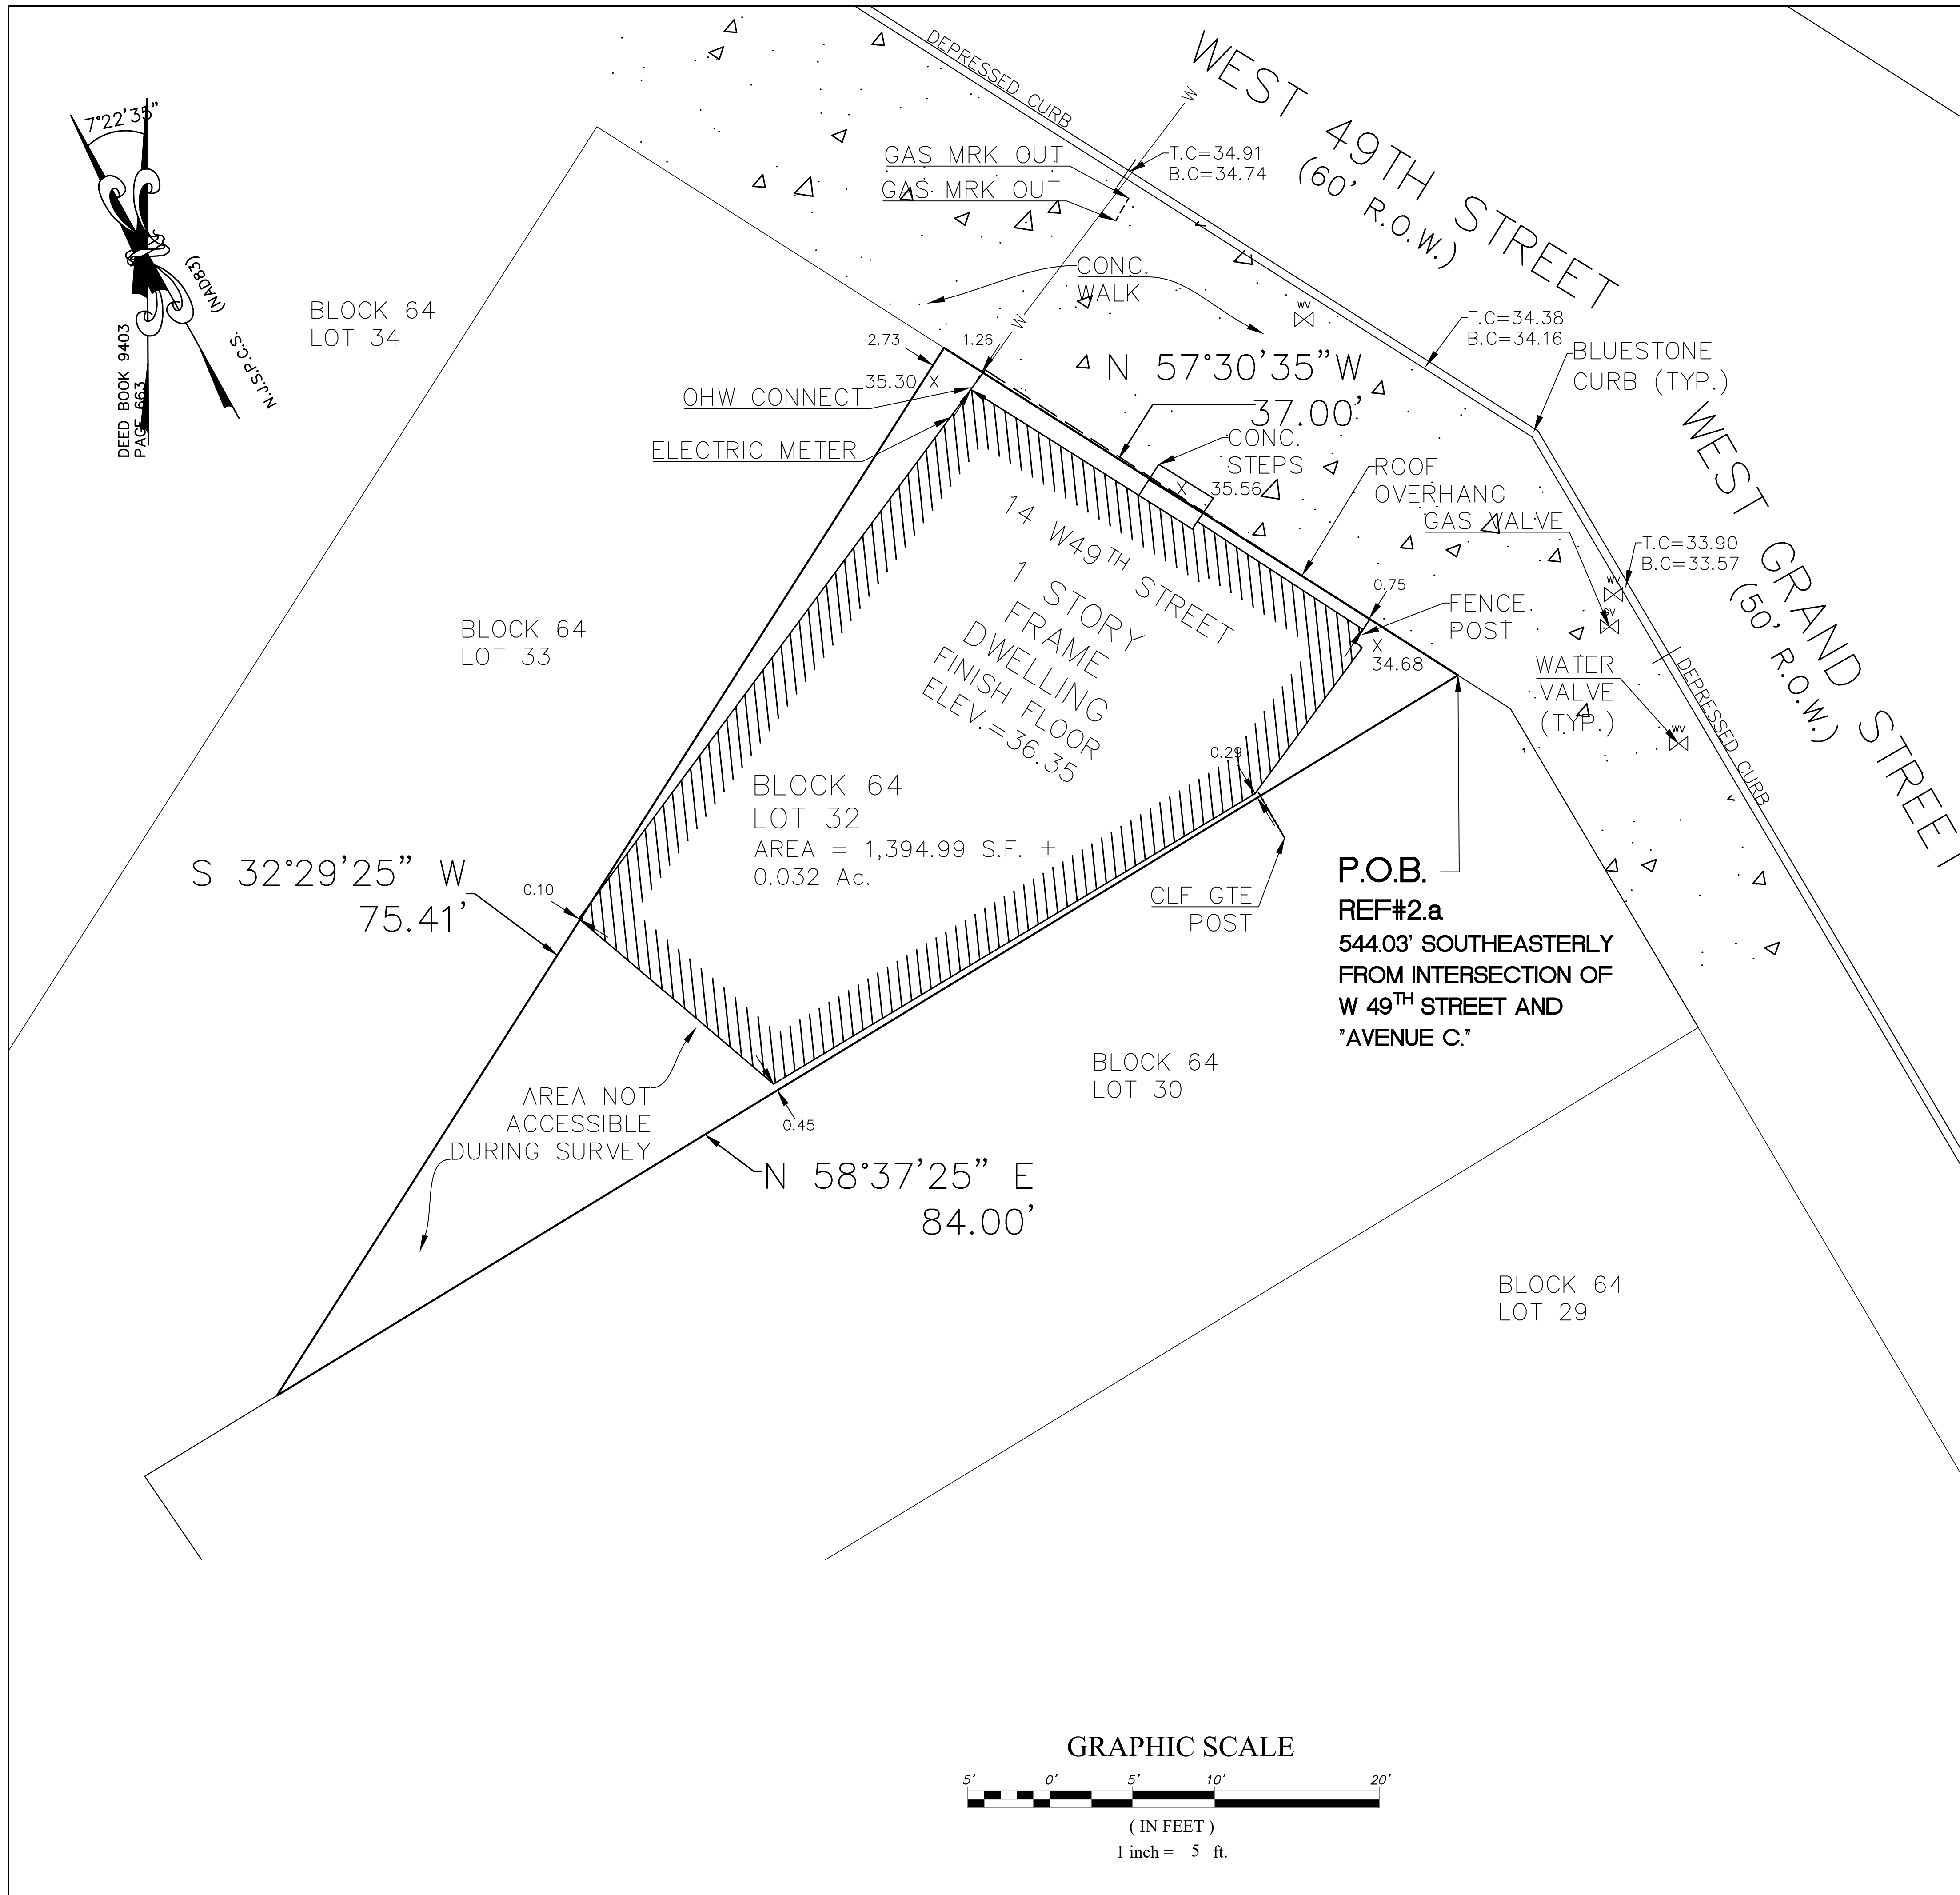 7°22'35"
DEED BOOK 9403
PAGE 663
(NAD83)
N.J.S.P.C.S.
DEPRESSED CURB
W
WEST 49TH STREET
(60' R.O.W.)
GAS MRK OUT
GAS MRK OUT
T.C=34.91
B.C=34.74
CONC.
WALK
WV
T.C=34.38
B.C=34.16
BLUESTONE
CURB (TYP.)
BLOCK 64
LOT 34
2.73
1.26
W
35.30 X
OHW CONNECT
ELECTRIC METER
N 57°30'35"W
37.00'
CONC.
STEPS
X 35.56
ROOF
OVERHANG
GAS VALVE
WEST GRAND STREET
(50' R.O.W.)
T.C=33.90
B.C=33.57
WV
GV
0.75
FENCE
POST
X
34.68
WATER
VALVE
(TYP.)
WV
DEPRESSED CURB
14 W49TH STREET
1 STORY
FRAME
DWELLING
FINISH FLOOR
ELEV.=36.35
BLOCK 64
LOT 33
0.29
BLOCK 64
LOT 32
AREA = 1,394.99 S.F. ±
0.032 Ac.
S 32°29'25" W
75.41'
0.10
CLF GTE
POST
P.O.B.
REF#2.a
544.03' SOUTHEASTERLY
FROM INTERSECTION OF
W 49TH STREET AND
"AVENUE C."
AREA NOT
ACCESSIBLE
DURING SURVEY
0.45
BLOCK 64
LOT 30
N 58°37'25" E
84.00'
BLOCK 64
LOT 29
GRAPHIC SCALE
5' 0' 5' 10' 20'
( IN FEET )
1 inch = 5 ft.